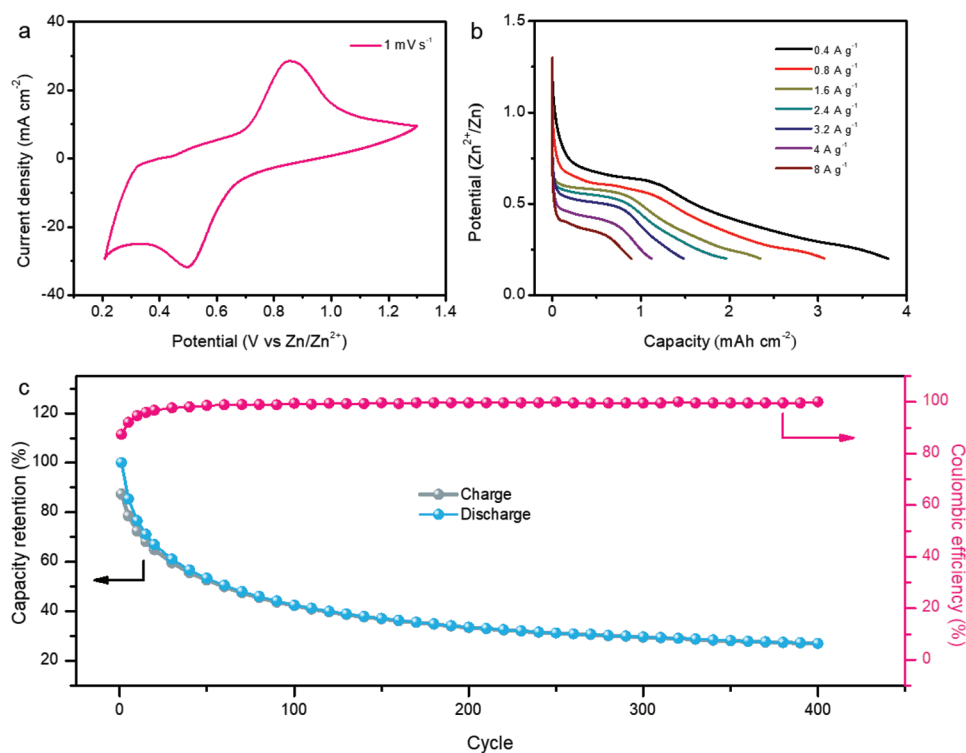 a
1 mV s⁻¹
40
20
0
-20
-40
Current density (mA cm⁻²)
0.2
0.4
0.6
0.8
1.0
1.2
1.4
Potential (V vs Zn/Zn²⁺)
b
0.4 A g⁻¹
0.8 A g⁻¹
1.6 A g⁻¹
2.4 A g⁻¹
3.2 A g⁻¹
4 A g⁻¹
8 A g⁻¹
1.5
1.0
0.5
0.0
Potential (Zn²⁺/Zn)
0
1
2
3
4
Capacity (mAh cm⁻²)
c
120
100
80
60
40
20
Capacity retention (%)
Charge
Discharge
100
80
60
40
20
0
Coulombic efficiency (%)
0
100
200
300
400
Cycle